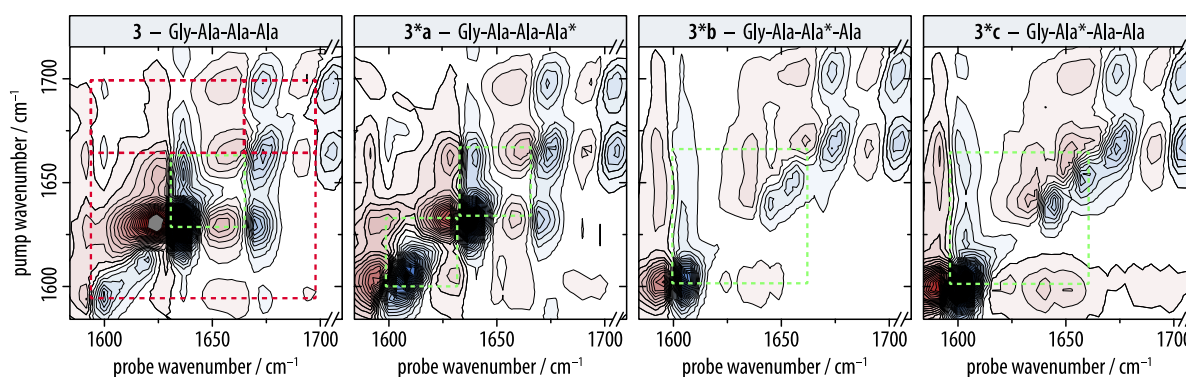 3 – Gly-Ala-Ala-Ala
3*a – Gly-Ala-Ala-Ala*
3*b – Gly-Ala-Ala*-Ala
3*c – Gly-Ala*-Ala-Ala
pump wavenumber / cm⁻¹
1700
1650
1600
1600 1650 1700
1600 1650 1700
1600 1650 1700
1600 1650 1700
probe wavenumber / cm⁻¹
probe wavenumber / cm⁻¹
probe wavenumber / cm⁻¹
probe wavenumber / cm⁻¹